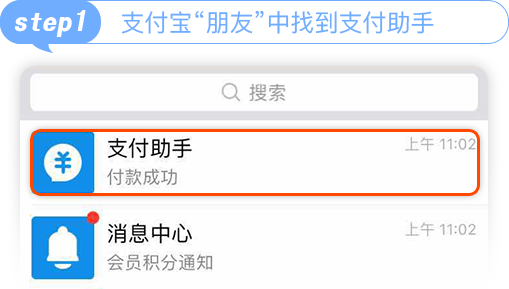 step1 支付宝“朋友”中找到支付助手
搜索
支付助手 上午 11:02
付款成功
消息中心 上午 11:02
会员积分通知